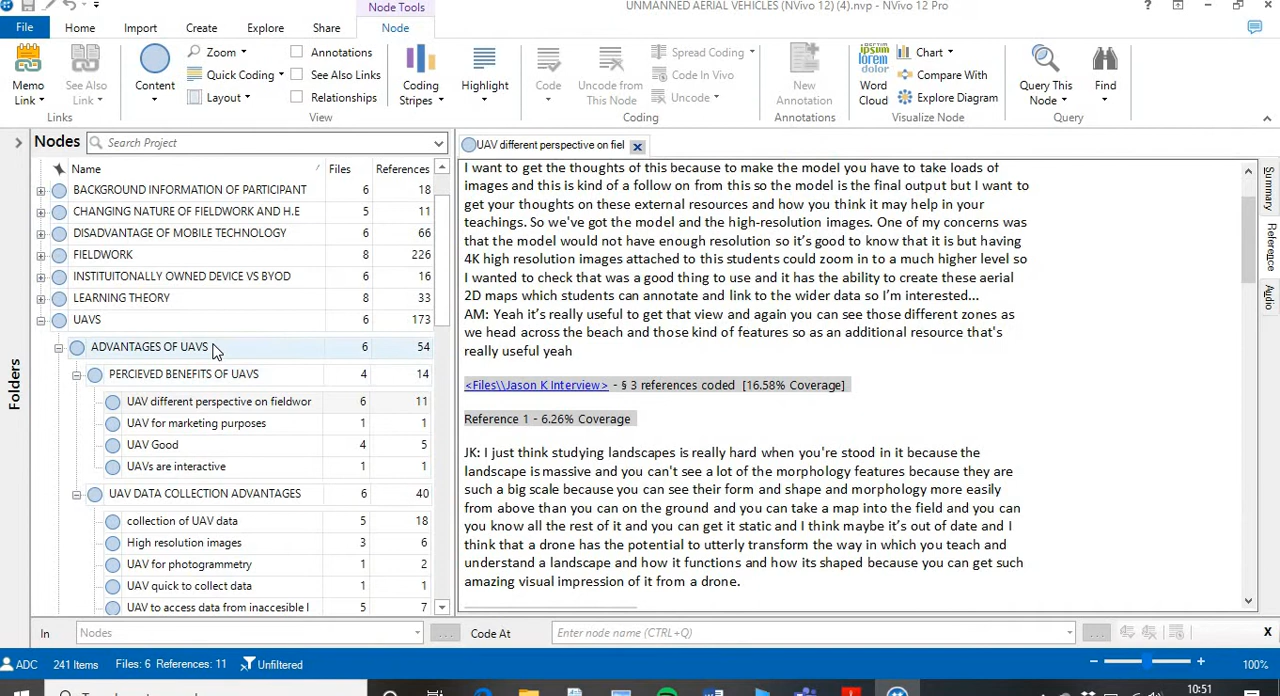 Node Tools
UNMANNED AERIAL VEHICLES (NVivo 12) (4).nvp - NVivo 12 Pro
File Home Import Create Explore Share Node
Memo Link
See Also Link
Links
Content
Zoom
Quick Coding
Layout
Annotations
See Also Links
Relationships
View
Coding Stripes
Highlight
Code
Uncode from This Node
Spread Coding
Code In Vivo
Uncode
Coding
New Annotation
Annotations
Word Cloud
Chart
Compare With
Explore Diagram
Visualize Node
Query This Node
Find
Query
Folders
Nodes
Search Project
Name Files References
BACKGROUND INFORMATION OF PARTICIPANT 6 18
CHANGING NATURE OF FIELDWORK AND H.E 5 11
DISADVANTAGE OF MOBILE TECHNOLOGY 6 66
FIELDWORK 8 226
INSTITUITONALLY OWNED DEVICE VS BYOD 6 16
LEARNING THEORY 8 33
UAVS 6 173
ADVANTAGES OF UAVS 6 54
PERCIEVED BENEFITS OF UAVS 4 14
UAV different perspective on fieldwor 6 11
UAV for marketing purposes 1 1
UAV Good 4 5
UAVs are interactive 1 1
UAV DATA COLLECTION ADVANTAGES 6 40
collection of UAV data 5 18
High resolution images 3 6
UAV for photogrammetry 1 2
UAV quick to collect data 1 1
UAV to access data from inaccesible l 5 7
UAV different perspective on fiel
I want to get the thoughts of this because to make the model you have to take loads of
images and this is kind of a follow on from this so the model is the final output but I want to
get your thoughts on these external resources and how you think it may help in your
teachings. So we've got the model and the high-resolution images. One of my concerns was
that the model would not have enough resolution so it's good to know that it is but having
4K high resolution images attached to this students could zoom in to a much higher level so
I wanted to check that was a good thing to use and it has the ability to create these aerial
2D maps which students can annotate and link to the wider data so I'm interested...
AM: Yeah it's really useful to get that view and again you can see those different zones as
we head across the beach and those kind of features so as an additional resource that's
really useful yeah
<Files\\Jason K Interview> - § 3 references coded [16.58% Coverage]
Reference 1 - 6.26% Coverage
JK: I just think studying landscapes is really hard when you're stood in it because the
landscape is massive and you can't see a lot of the morphology features because they are
such a big scale because you can see their form and shape and morphology more easily
from above than you can on the ground and you can take a map into the field and you can
you know all the rest of it and you can get it static and I think maybe it's out of date and I
think that a drone has the potential to utterly transform the way in which you teach and
understand a landscape and how it functions and how its shaped because you can get such
amazing visual impression of it from a drone.
Summary
Reference
Audio
In Nodes ... Code At Enter node name (CTRL+Q) ... X
ADC 241 Items Files: 6 References: 11 Unfiltered 100%
10:51